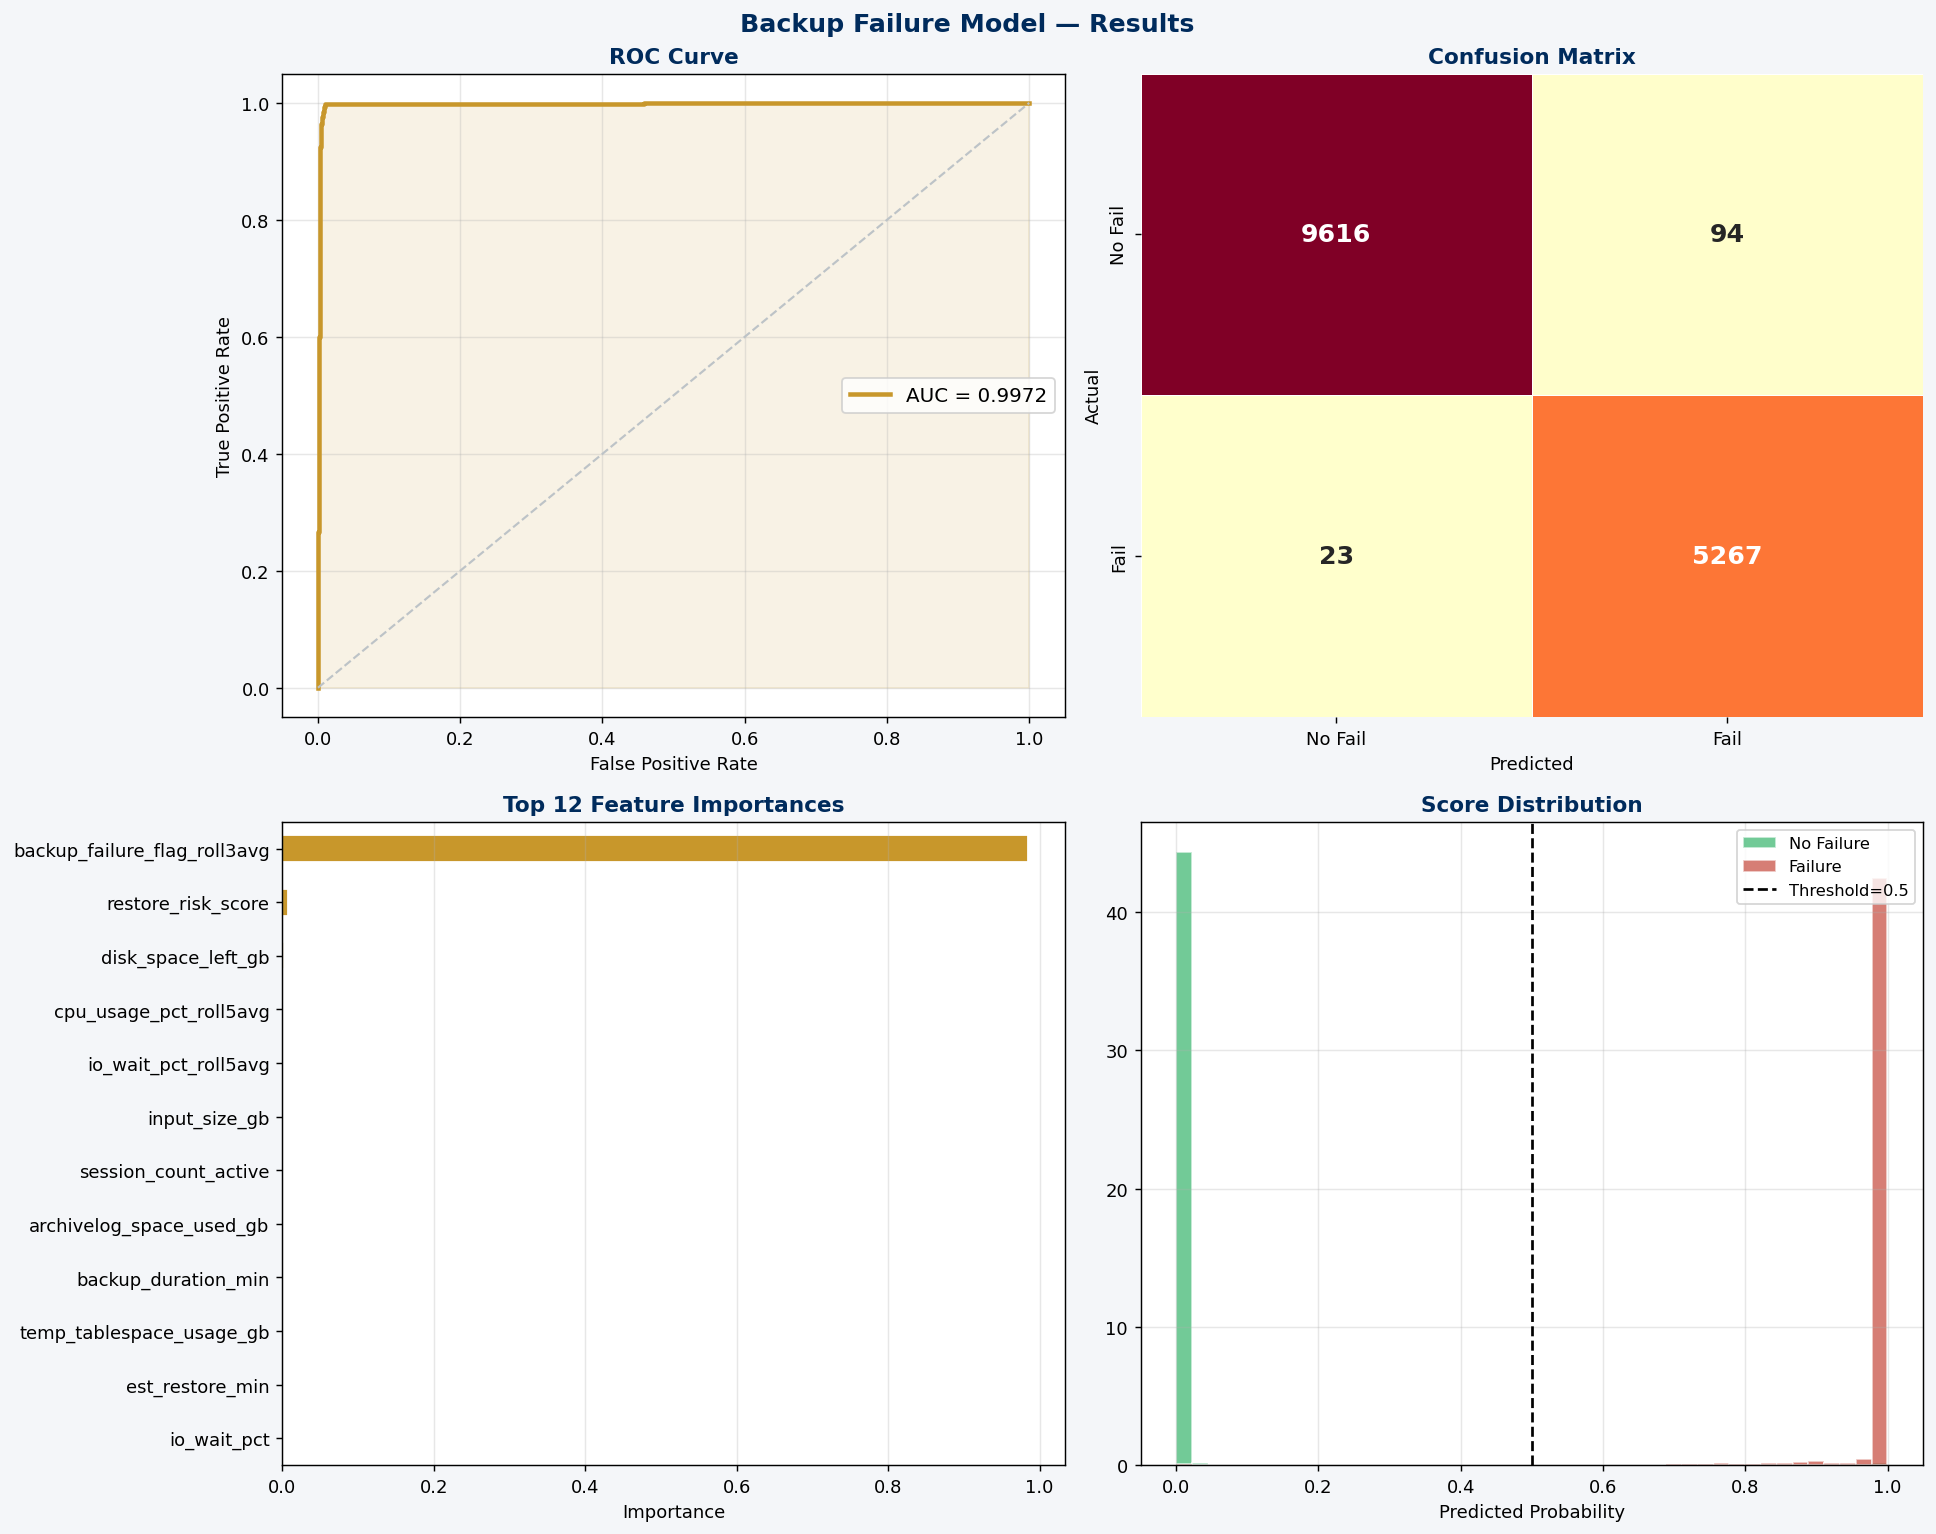 Backup Failure Model — Results
ROC Curve
1.0
0.8
0.6
0.4
0.2
0.0
True Positive Rate
AUC = 0.9972
0.0 0.2 0.4 0.6 0.8 1.0
False Positive Rate
Confusion Matrix
Actual
No Fail
9616 94
Fail
23 5267
No Fail Fail
Predicted
Top 12 Feature Importances
backup_failure_flag_roll3avg
restore_risk_score
disk_space_left_gb
cpu_usage_pct_roll5avg
io_wait_pct_roll5avg
input_size_gb
session_count_active
archivelog_space_used_gb
backup_duration_min
temp_tablespace_usage_gb
est_restore_min
io_wait_pct
0.0 0.2 0.4 0.6 0.8 1.0
Importance
Score Distribution
No Failure
Failure
Threshold=0.5
40
30
20
10
0
0.0 0.2 0.4 0.6 0.8 1.0
Predicted Probability